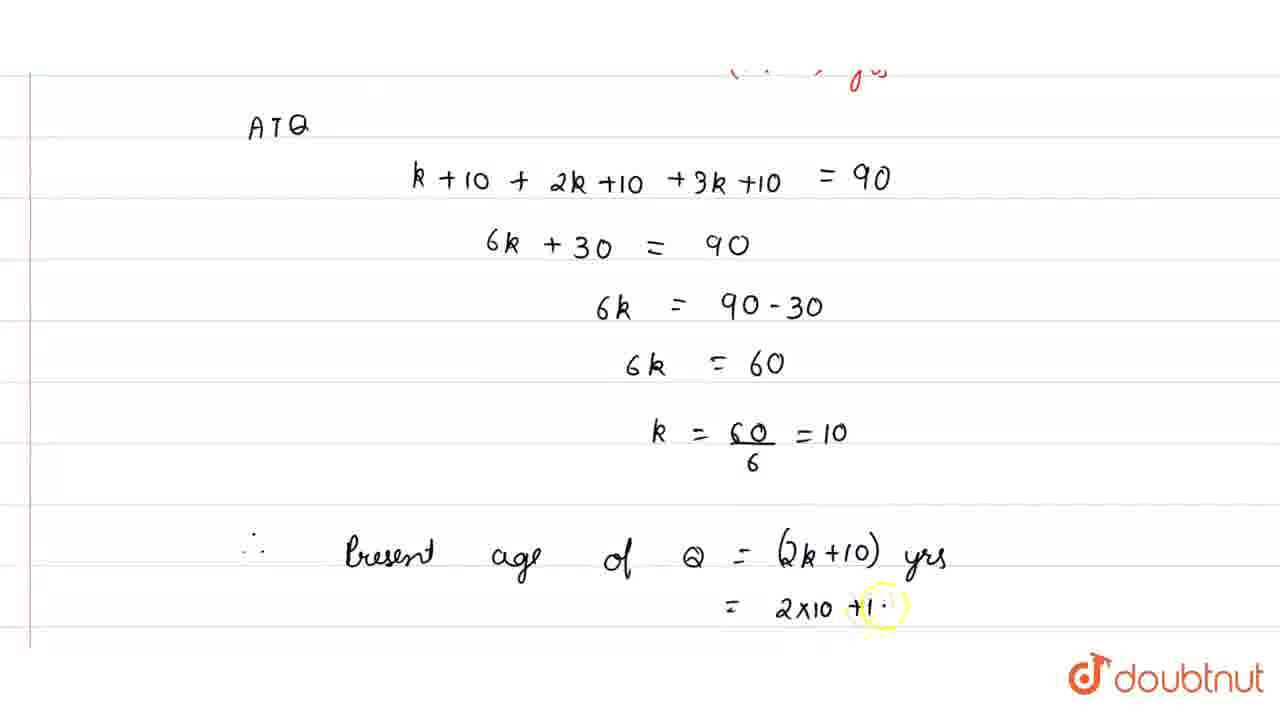 yrs
ATQ
k + 10 + 2k + 10 + 3k + 10 = 90
6k + 30 = 90
6k = 90 - 30
6k = 60
k = 60/6 = 10
∴ Present age of Q = (2k + 10) yrs
= 2 × 10 + 1
doubtnut